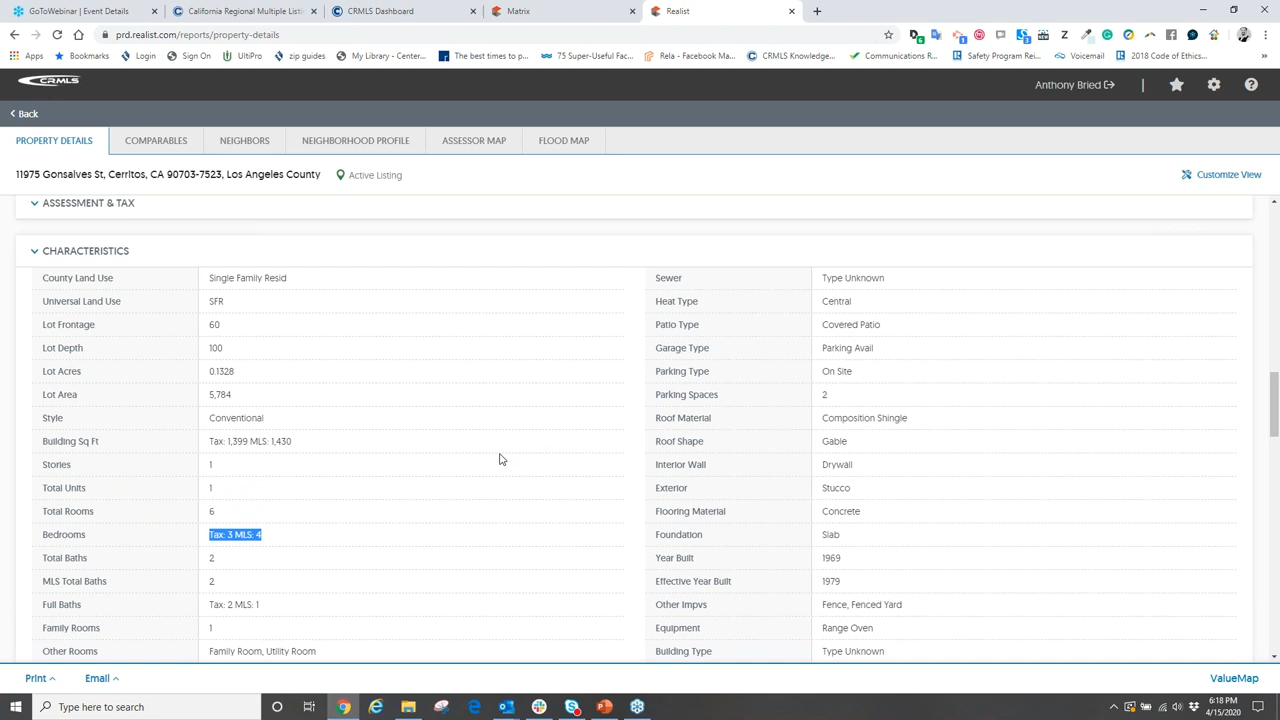 GoToWebinar | Event Details
California Regional Multiple Listi
CRMLS Dashboard
Matrix
Realist
prd.realist.com/reports/property-details
Apps
Bookmarks
Login
Sign On
UltiPro
zip guides
My Library - Center...
The best times to p...
75 Super-Useful Fac...
Rela - Facebook Ma...
CRMLS Knowledge...
Communications R...
Safety Program Rei...
Voicemail
2018 Code of Ethics...
CRMLS
Anthony Bried
Back
PROPERTY DETAILS
COMPARABLES
NEIGHBORS
NEIGHBORHOOD PROFILE
ASSESSOR MAP
FLOOD MAP
11975 Gonsalves St, Cerritos, CA 90703-7523, Los Angeles County
Active Listing
Customize View
ASSESSMENT & TAX
CHARACTERISTICS
County Land Use Single Family Resid
Sewer Type Unknown
Universal Land Use SFR
Heat Type Central
Lot Frontage 60
Patio Type Covered Patio
Lot Depth 100
Garage Type Parking Avail
Lot Acres 0.1328
Parking Type On Site
Lot Area 5,784
Parking Spaces 2
Style Conventional
Roof Material Composition Shingle
Building Sq Ft Tax: 1,399 MLS: 1,430
Roof Shape Gable
Stories 1
Interior Wall Drywall
Total Units 1
Exterior Stucco
Total Rooms 6
Flooring Material Concrete
Bedrooms Tax: 3 MLS: 4
Foundation Slab
Total Baths 2
Year Built 1969
MLS Total Baths 2
Effective Year Built 1979
Full Baths Tax: 2 MLS: 1
Other Impvs Fence, Fenced Yard
Family Rooms 1
Equipment Range Oven
Other Rooms Family Room, Utility Room
Building Type Type Unknown
Print
Email
ValueMap
Type here to search
6:18 PM
4/15/2020